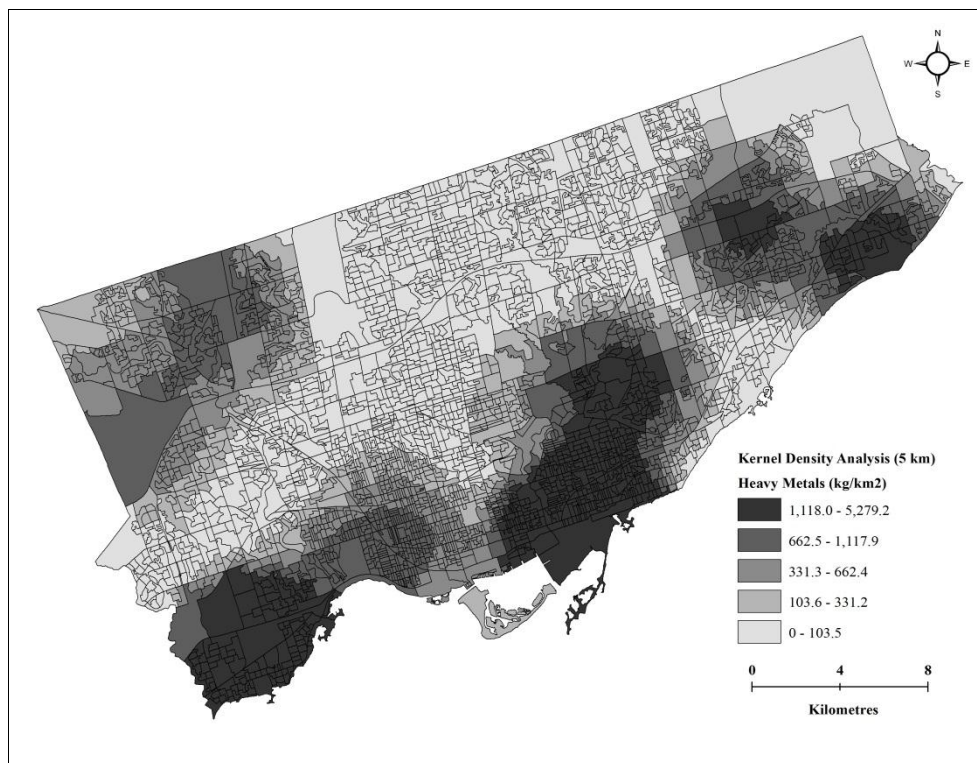 N
W E
S
Kernel Density Analysis (5 km)
Heavy Metals (kg/km2)
1,118.0 - 5,279.2
662.5 - 1,117.9
331.3 - 662.4
103.6 - 331.2
0 - 103.5
0 4 8
Kilometres